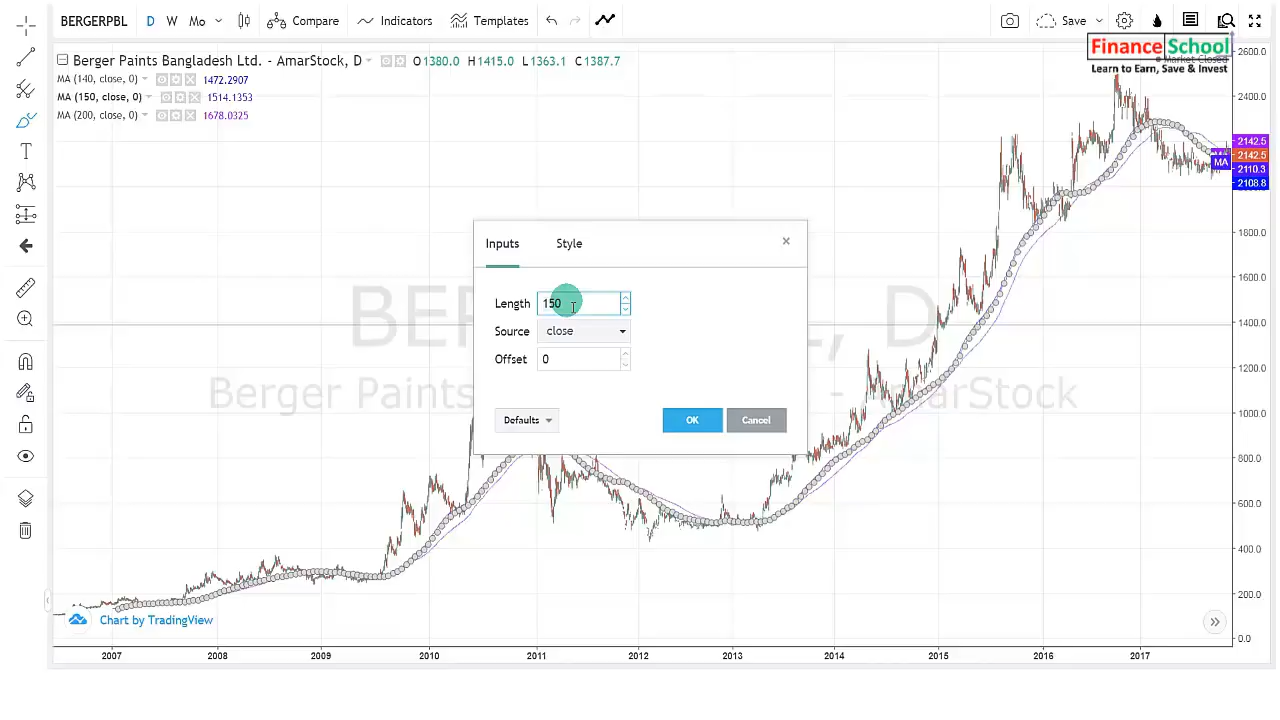 BERGERPBL D W Mo Compare Indicators Templates Save
Finance School
Learn to Earn, Save & Invest
Market Closed
Berger Paints Bangladesh Ltd. - AmarStock, D O1380.0 H1415.0 L1363.1 C1387.7
MA (140, close, 0) 1472.2907
MA (150, close, 0) 1514.1353
MA (200, close, 0) 1678.0325
2600.0
2400.0
2142.5
2142.5
MA
2110.3
2108.8
1800.0
1600.0
1400.0
1200.0
1000.0
800.0
600.0
400.0
200.0
0.0
Inputs Style
Length 150
Source close
Offset 0
Defaults OK Cancel
Berger Paints - AmarStock
Chart by TradingView
2007 2008 2009 2010 2011 2012 2013 2014 2015 2016 2017